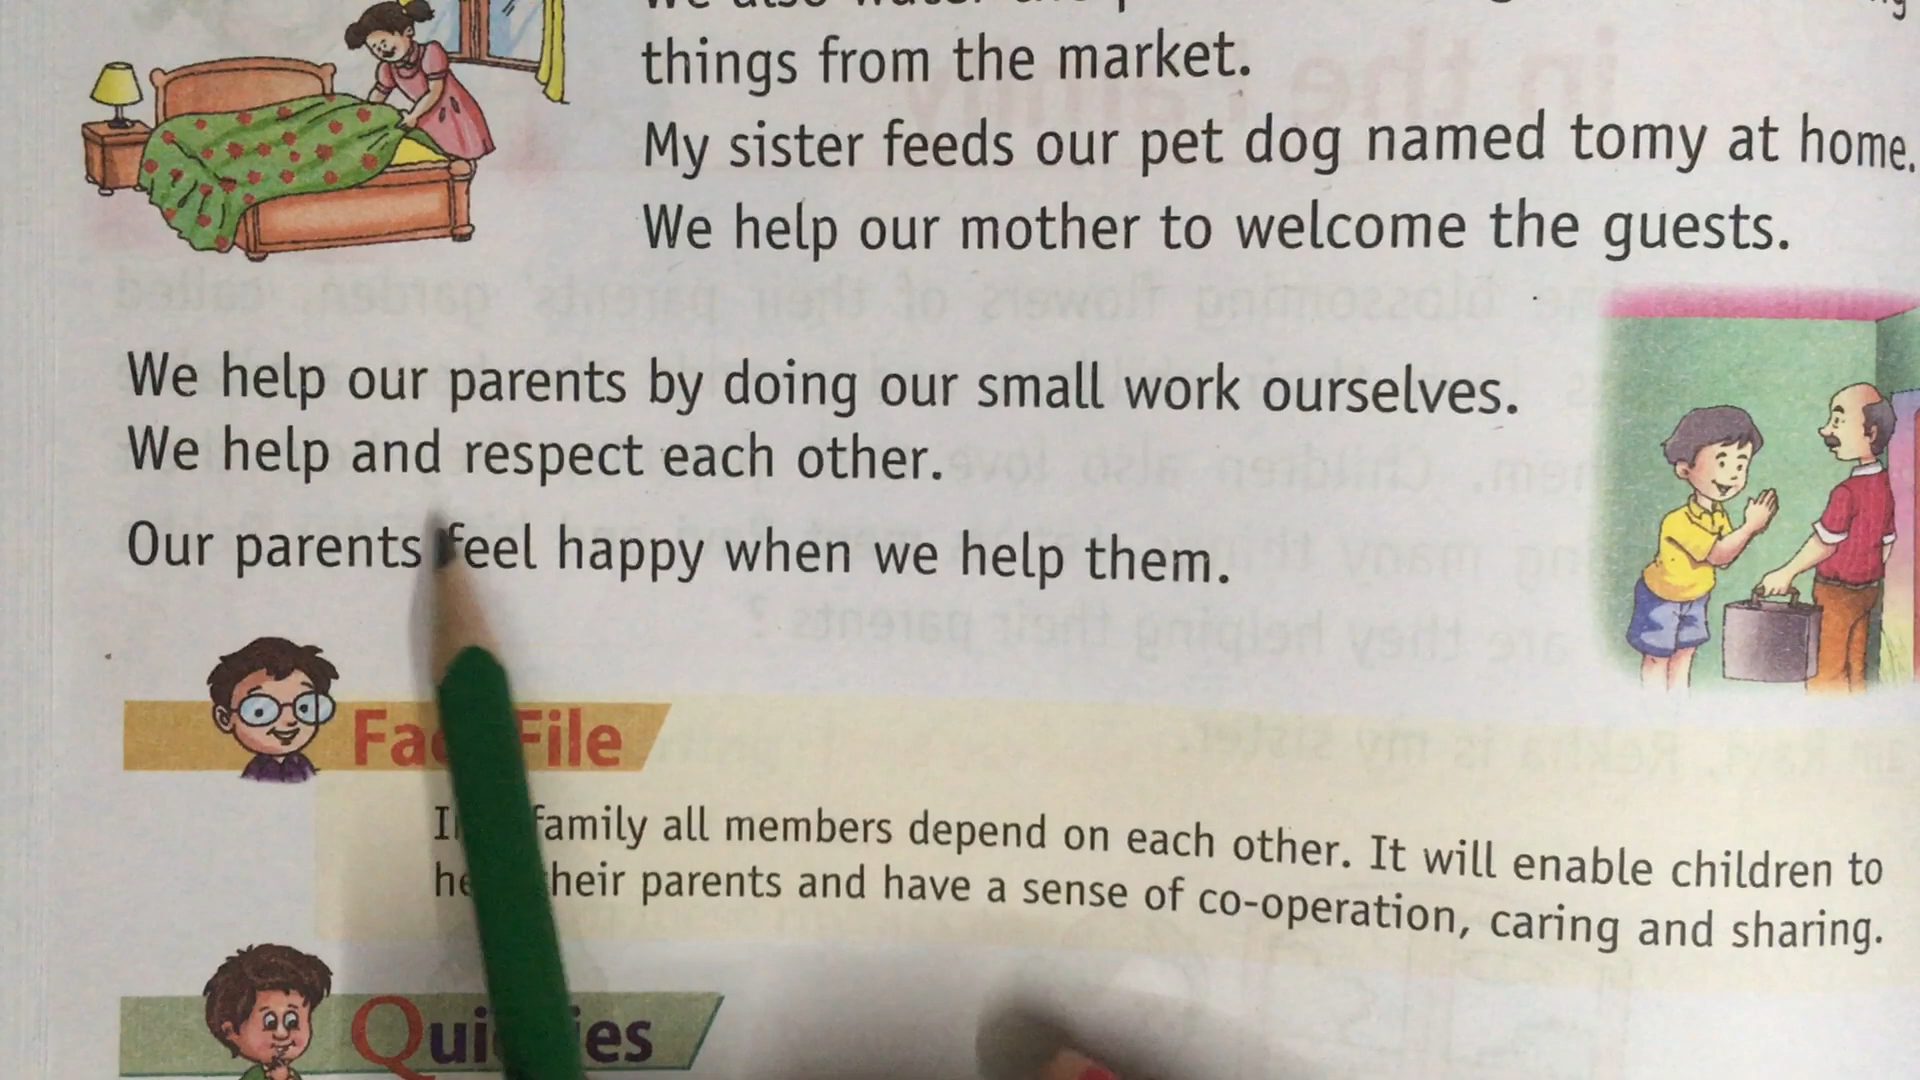 things from the market.
My sister feeds our pet dog named tomy at home.
We help our mother to welcome the guests.
We help our parents by doing our small work ourselves.
We help and respect each other.
Our parents feel happy when we help them.
File
family all members depend on each other. It will enable children to
their parents and have a sense of co-operation, caring and sharing.